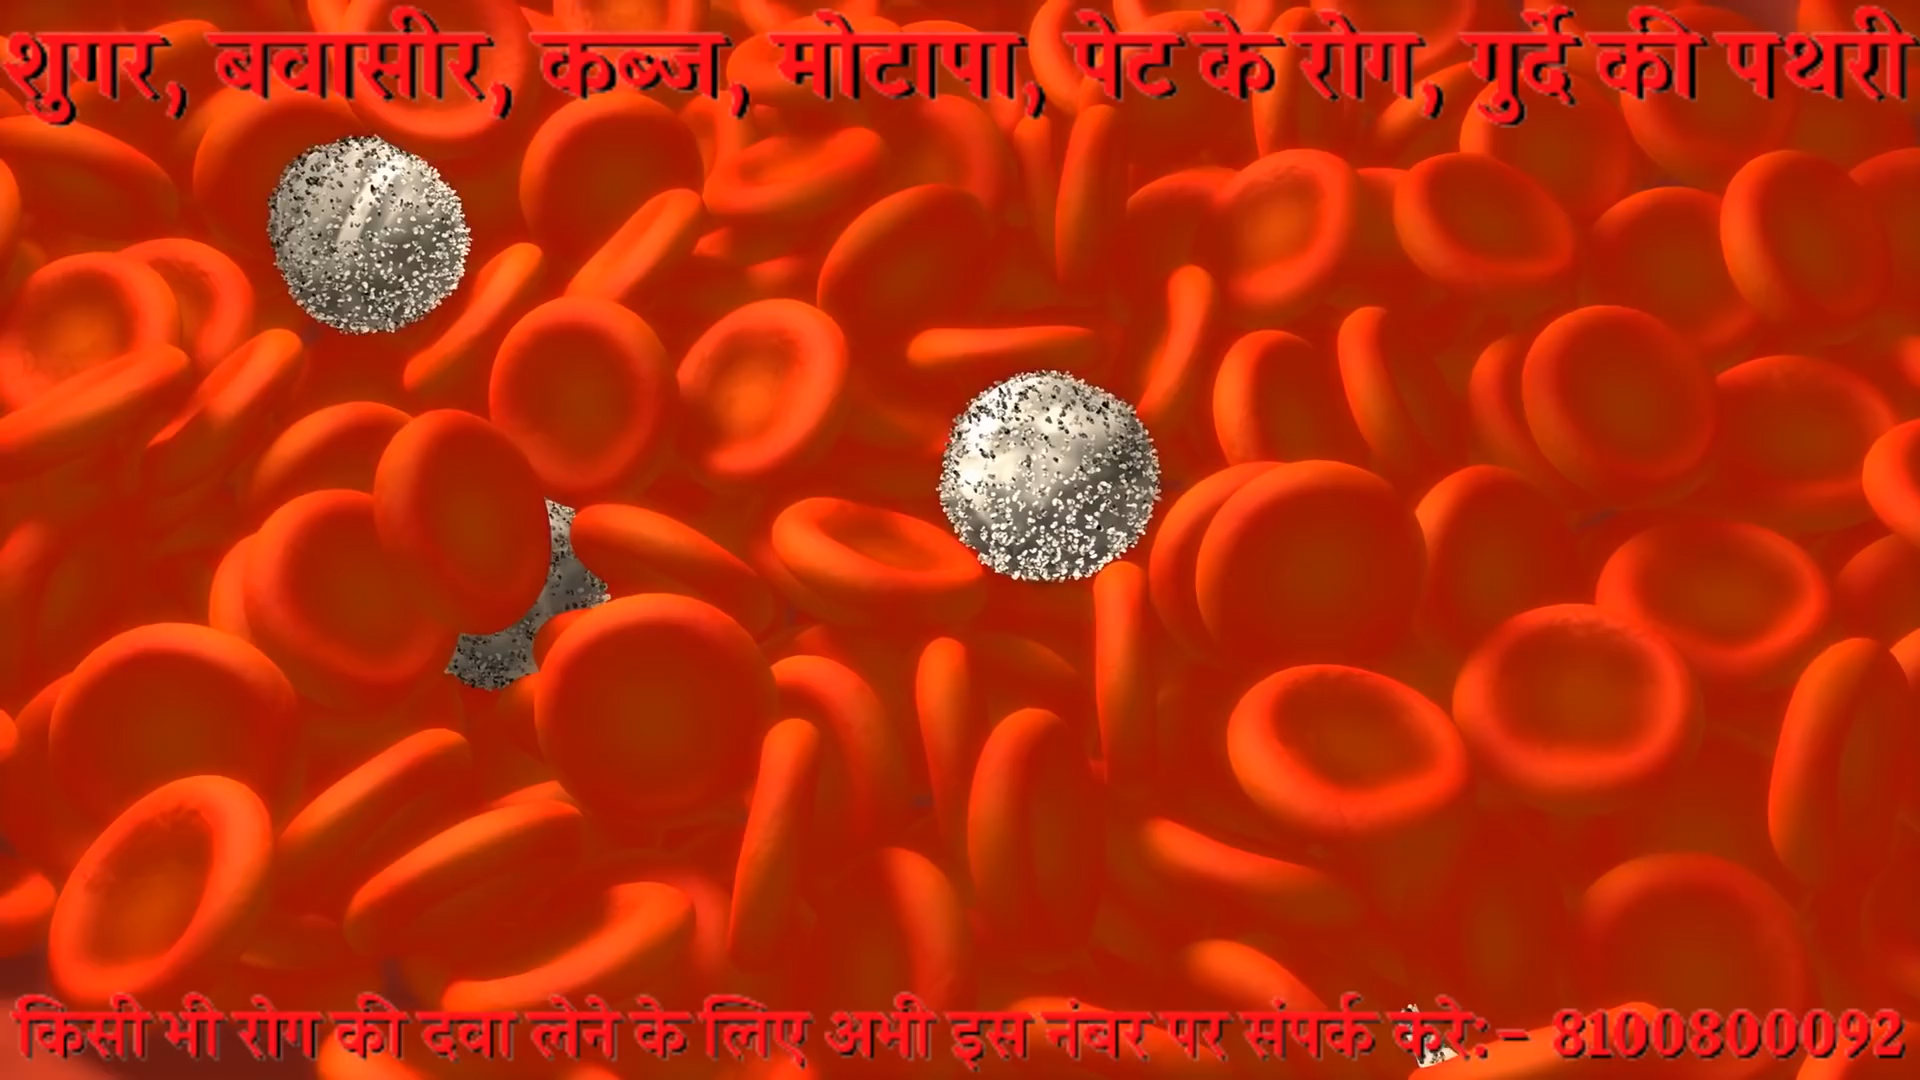 शुगर, बवासीर, कब्ज, मोटापा, पेट के रोग, गुर्दे की पथरी
किसी भी रोग की दवा लेने के लिए अभी इस नंबर पर संपर्क करे:- 8100800092